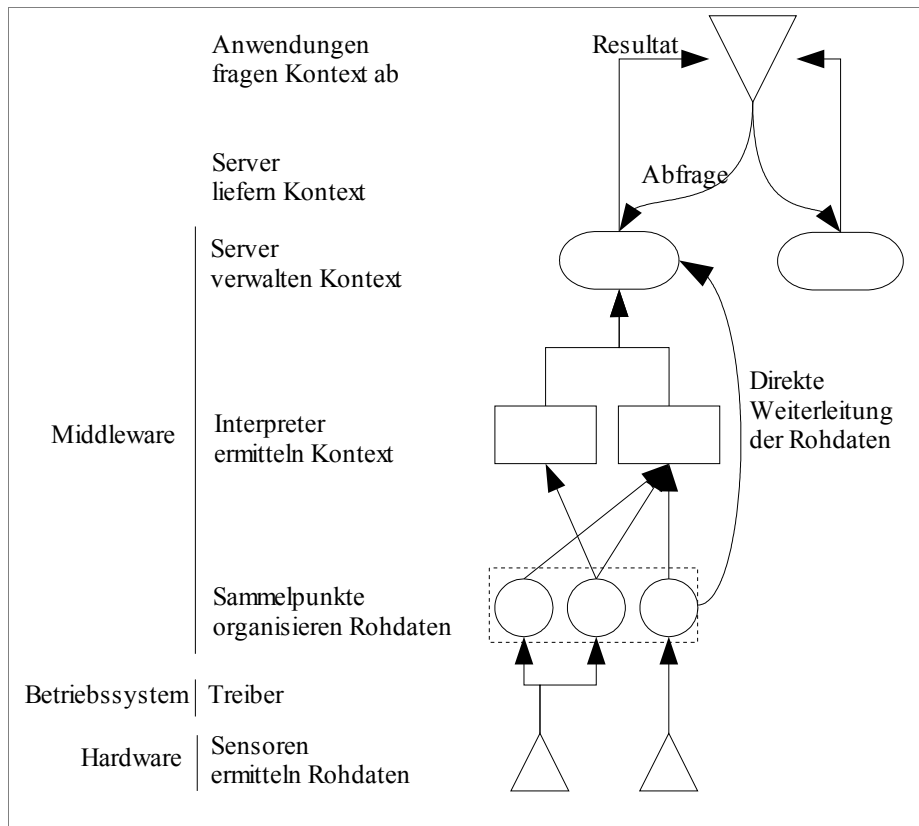 Anwendungen
fragen Kontext ab
Resultat
Server
liefern Kontext
Abfrage
Server
verwalten Kontext
Direkte
Weiterleitung
der Rohdaten
Middleware
Interpreter
ermitteln Kontext
Sammelpunkte
organisieren Rohdaten
Betriebssystem
Treiber
Hardware
Sensoren
ermitteln Rohdaten